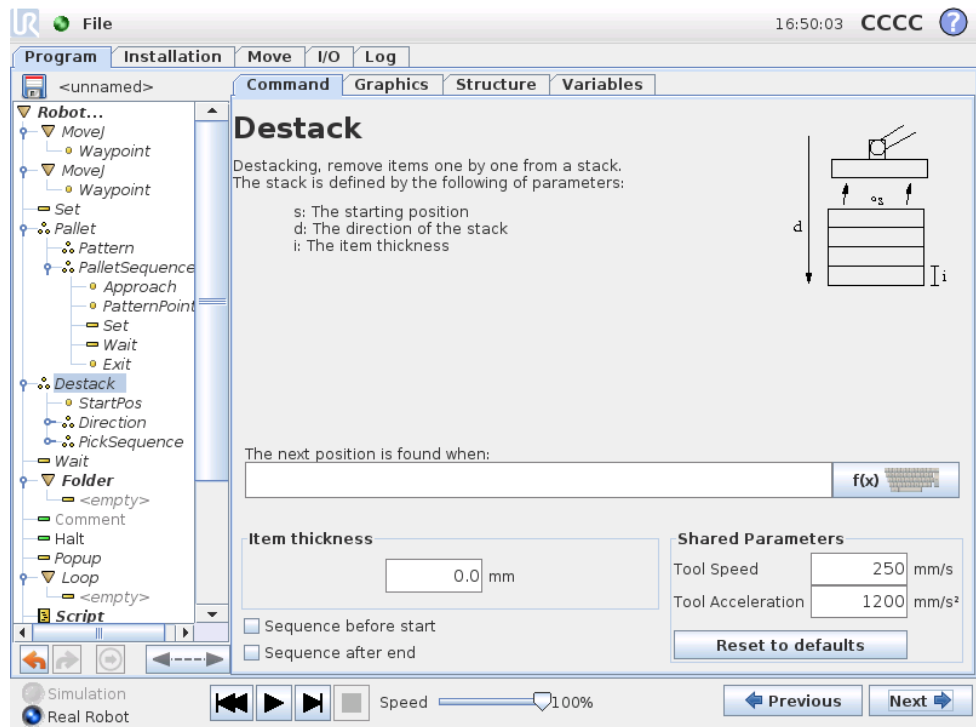 UR File 16:50:03 CCCC ?
Program Installation Move I/O Log
<unnamed>
Command Graphics Structure Variables
Robot...
MoveJ
Waypoint
MoveJ
Waypoint
Set
Pallet
Pattern
PalletSequence
Approach
PatternPoint
Set
Wait
Exit
Destack
StartPos
Direction
PickSequence
Wait
Folder
<empty>
Comment
Halt
Popup
Loop
<empty>
Script
Destack
Destacking, remove items one by one from a stack.
The stack is defined by the following of parameters:
s: The starting position
d: The direction of the stack
i: The item thickness
s
d
i
The next position is found when:
f(x)
Item thickness
0.0 mm
Sequence before start
Sequence after end
Shared Parameters
Tool Speed 250 mm/s
Tool Acceleration 1200 mm/s²
Reset to defaults
Simulation
Real Robot
Speed 100%
Previous Next